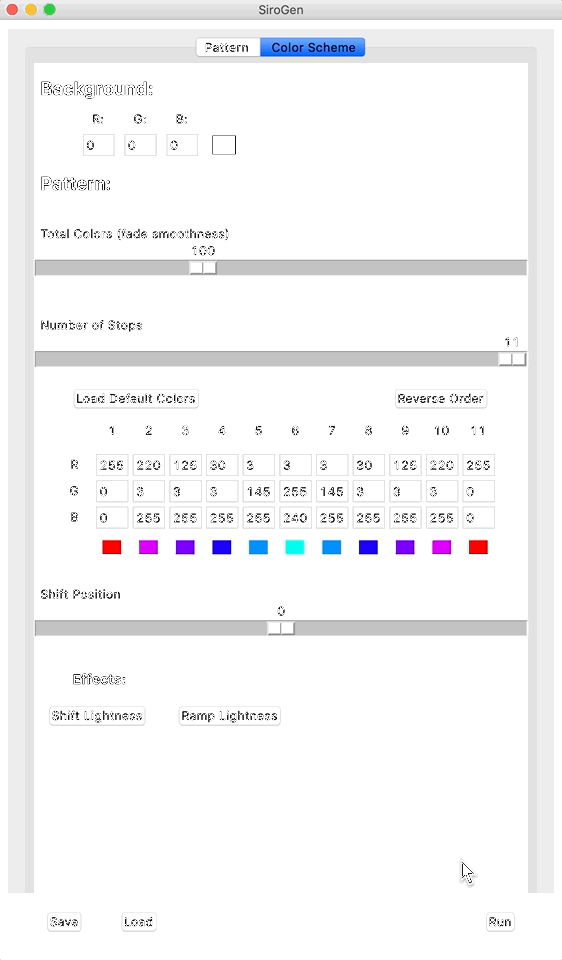 SiroGen
Pattern Color Scheme
Background:
R: G: B:
0 0 0
Pattern:
Total Colors (fade smoothness)
100
Number of Stops
11
Load Default Colors Reverse Order
1 2 3 4 5 6 7 8 9 10 11
R 255 220 125 30 3 3 3 30 125 220 255
G 0 3 3 3 145 255 145 3 3 3 0
B 0 255 255 255 255 240 255 255 255 255 0
Shift Position
0
Effects:
Shift Lightness Ramp Lightness
Save Load Run